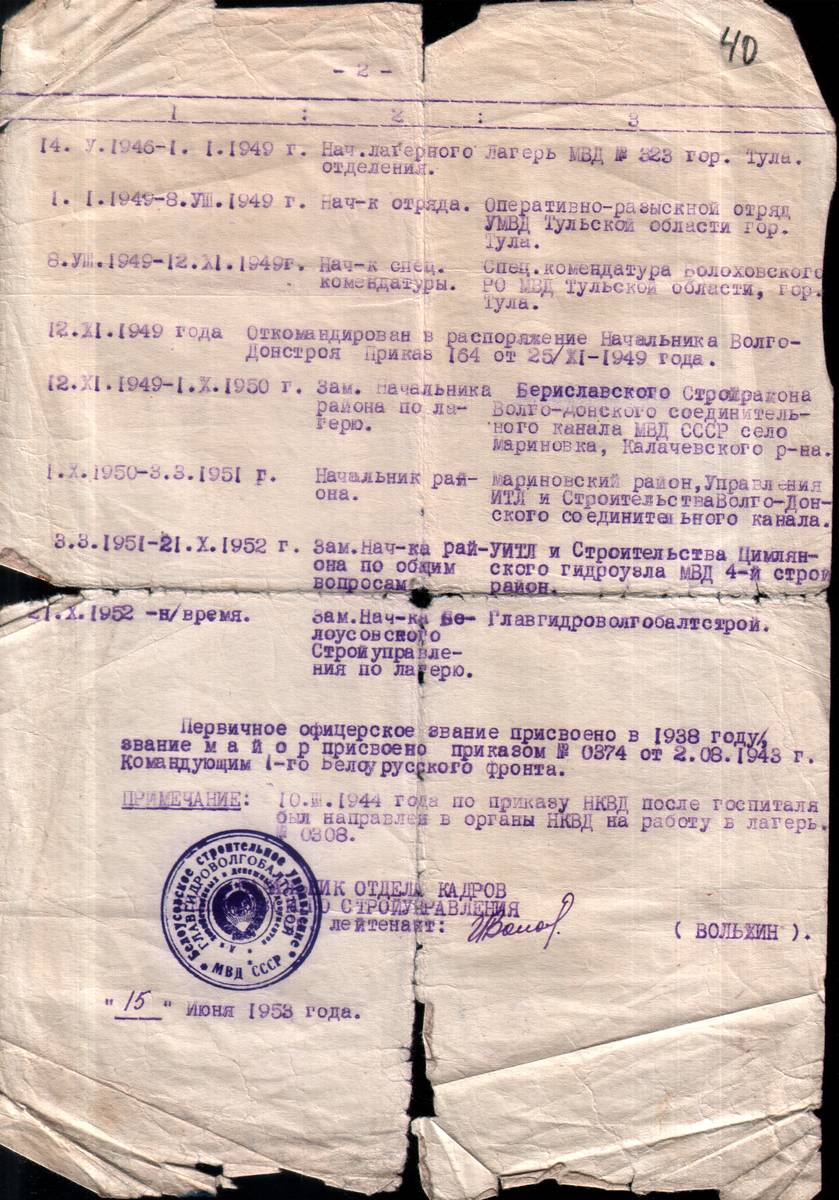 40
- 2 -
1 : 2 : 3
14. У.1946-1. 1.1949 г. Нач.лагерного Лагерь МВД № 323 гор. Тула.
отделения.
1. 1.1949-8.УШ.1949 г. Нач-к отряда. Оперативно-разыскной отряд
УМВД Тульской области гор.
Тула.
8.УШ.1949-12.XI.1949г. Нач-к спец. Спец.комендатура Болоховского
комендатуры. РО МВД Тульской области, гор.
Тула.
12.XI.1949 года Откомандирован в распоряжение Начальника Волго-
Донстроя Приказ 164 от 25/XI-1949 года.
12.XI.1949-1.X.1950 г. Зам. Начальника Бериславского Стройрайона
района по ла- Волго-Донского соединитель-
герю. ного канала МВД СССР село
Мариновка, Калачевского р-на.
1.X.1950-3.3.1951 г. Начальник рай- Мариновский район,Управления
она. ИТЛ и СтроительстваВолго-Дон-
ского соединительного канала.
3.3.1951-21.X.1952 г. Зам.Нач-ка рай-УИТЛ и Строительства Цимлян-
она по общим ского гидроузла МВД 4-й строй
вопросам район.
21.X.1952 -н/время. Зам.Нач-ка Бе- Главгидроволгобалтстрой.
лоусовского
Стройуправле-
ния по лагерю.
Первичное офицерское звание присвоено в 1938 году,
звание м а й о р присвоено приказом № 0374 от 2.08.1943 г.
Командующим 1-го Белоурусского фронта.
ПРИМЕЧАНИЕ: 10.Ш.1944 года по приказу НКВД после госпиталя
был направлен в органы НКВД на работу в лагерь.
№ 0308.
НИК ОТДЕЛА КАДРОВ
О СТРОЙУПРАВЛЕНИЯ
лейтенант: ( ВОЛЬХИН ).
Белоусовское строительное управление
ГЛАВГИДРОВОЛГОБАЛТСТРОЙ
МВД СССР
" 15 " Июня 1953 года.